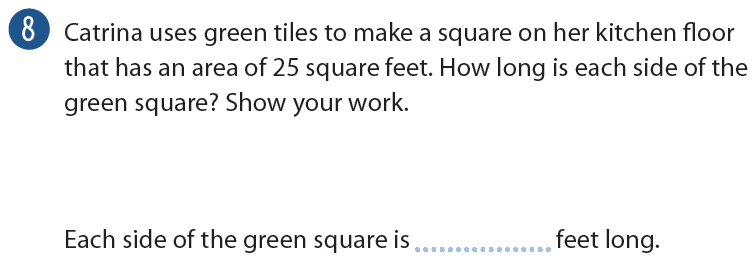 8 Catrina uses green tiles to make a square on her kitchen floor
that has an area of 25 square feet. How long is each side of the
green square? Show your work.
Each side of the green square is ................ feet long.